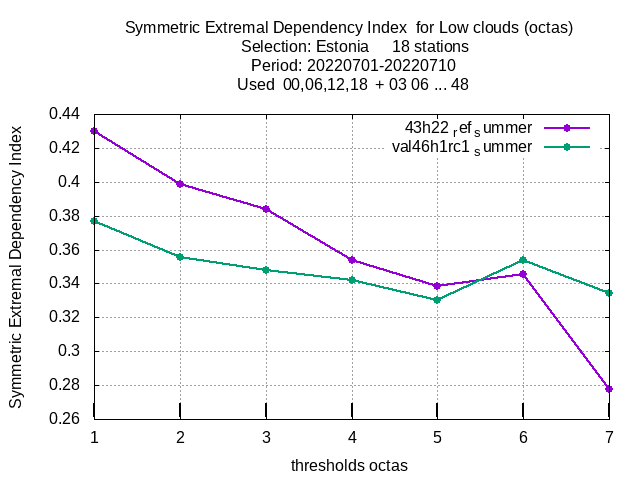 Symmetric Extremal Dependency Index  for Low clouds (octas)
Selection: Estonia     18 stations
Period: 20220701-20220710
Used  00,06,12,18  + 03 06 ... 48
Symmetric Extremal Dependency Index
0.44
0.42
0.4
0.38
0.36
0.34
0.32
0.3
0.28
0.26
43h22_ref_summer
val46h1rc1_summer
1 2 3 4 5 6 7
thresholds octas